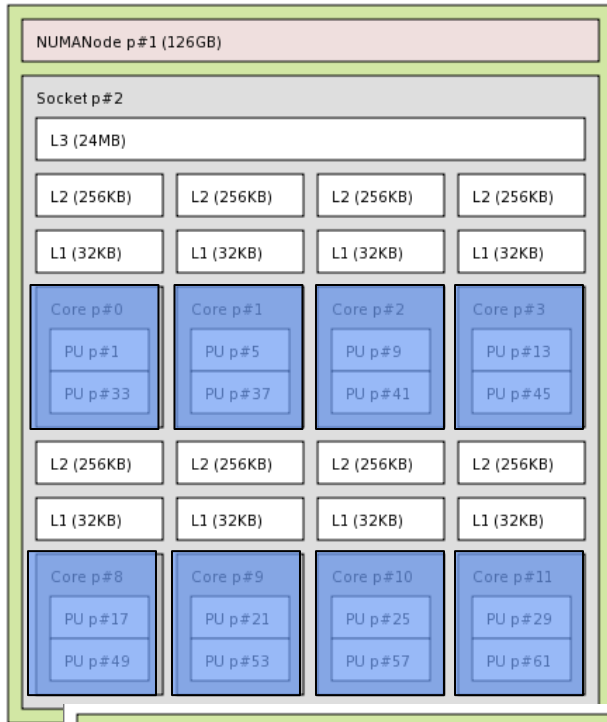 NUMANode p#1 (126GB)
Socket p#2
L3 (24MB)
L2 (256KB) L2 (256KB) L2 (256KB) L2 (256KB)
L1 (32KB) L1 (32KB) L1 (32KB) L1 (32KB)
Core p#0 Core p#1 Core p#2 Core p#3
PU p#1 PU p#5 PU p#9 PU p#13
PU p#33 PU p#37 PU p#41 PU p#45
L2 (256KB) L2 (256KB) L2 (256KB) L2 (256KB)
L1 (32KB) L1 (32KB) L1 (32KB) L1 (32KB)
Core p#8 Core p#9 Core p#10 Core p#11
PU p#17 PU p#21 PU p#25 PU p#29
PU p#49 PU p#53 PU p#57 PU p#61